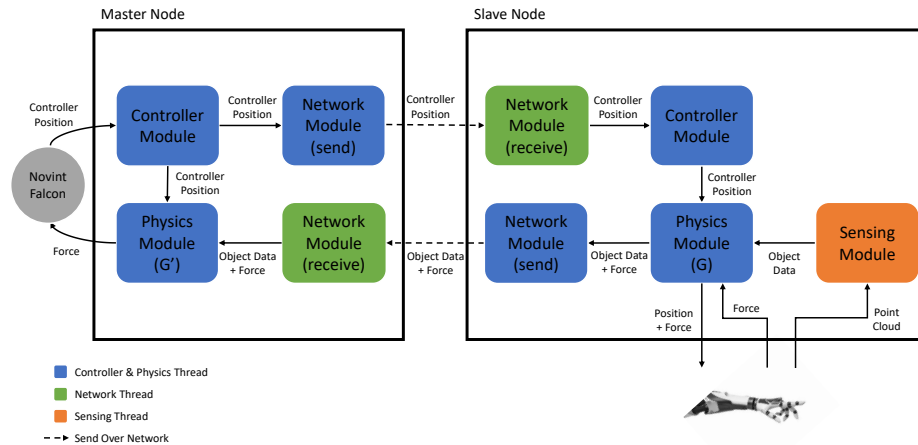 Master Node
Slave Node
Controller
Position
Controller
Module
Controller
Position
Network
Module
(send)
Controller
Position
Network
Module
(receive)
Controller
Position
Controller
Module
Novint
Falcon
Controller
Position
Controller
Position
Force
Physics
Module
(G’)
Object Data
+ Force
Network
Module
(receive)
Object Data
+ Force
Network
Module
(send)
Object Data
+ Force
Physics
Module
(G)
Object
Data
Sensing
Module
Position
+ Force
Force
Point
Cloud
Controller & Physics Thread
Network Thread
Sensing Thread
Send Over Network